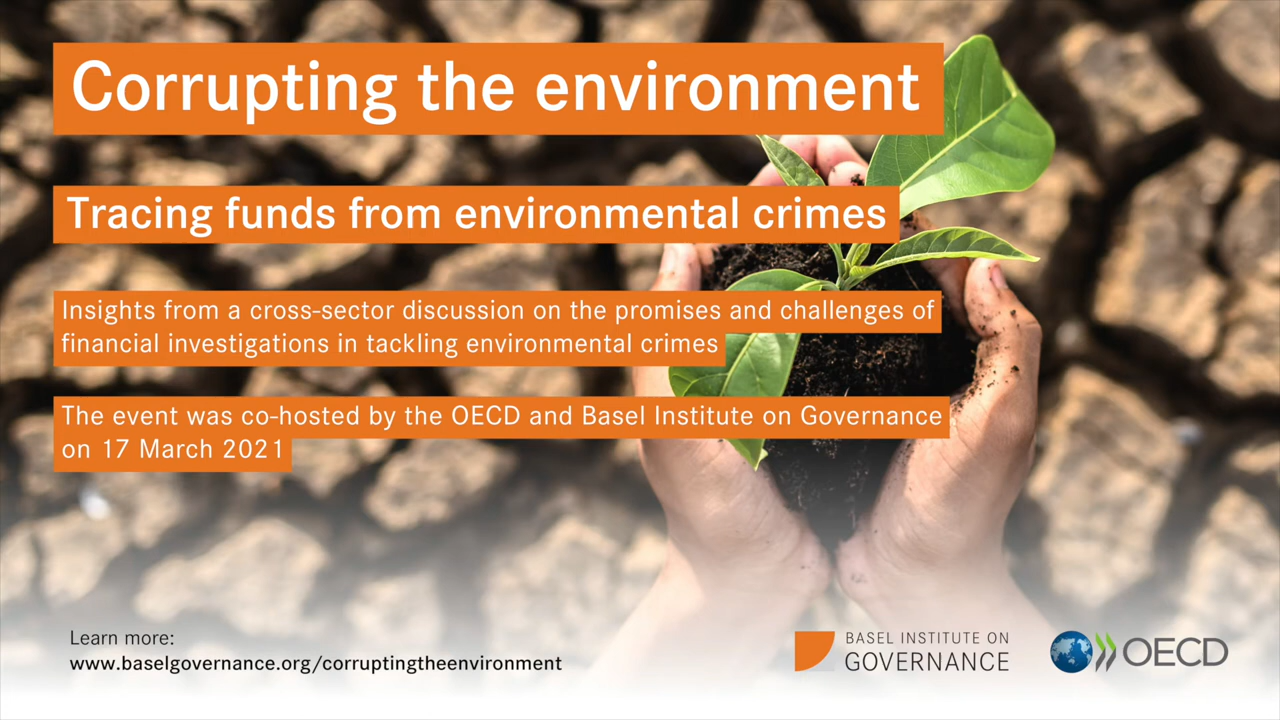 Corrupting the environment
Tracing funds from environmental crimes
Insights from a cross-sector discussion on the promises and challenges of
financial investigations in tackling environmental crimes
The event was co-hosted by the OECD and Basel Institute on Governance
on 17 March 2021
Learn more:
www.baselgovernance.org/corruptingtheenvironment
BASEL INSTITUTE ON
GOVERNANCE
OECD